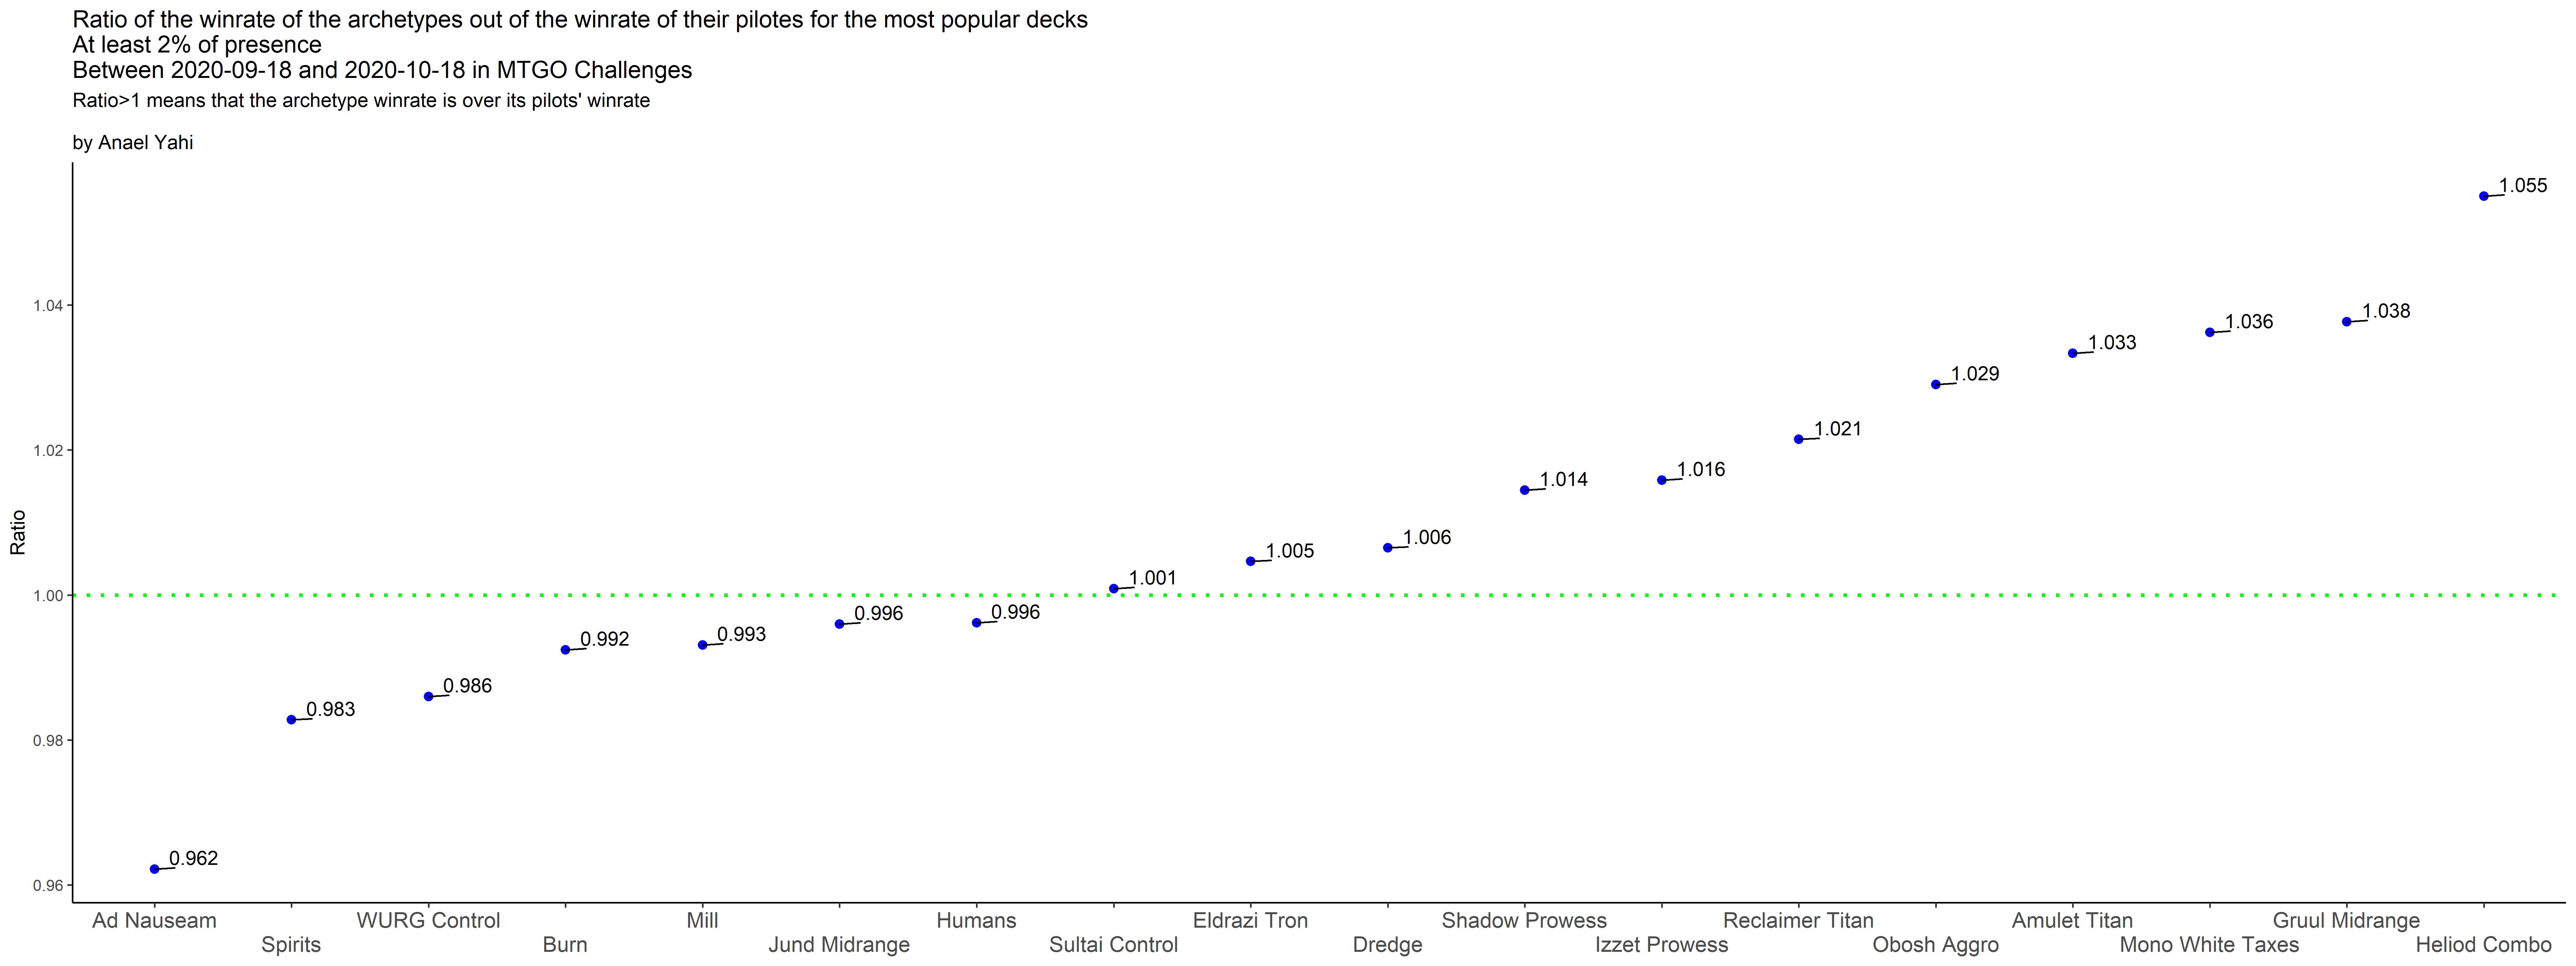 Ratio of the winrate of the archetypes out of the winrate of their pilotes for the most popular decks
At least 2% of presence
Between 2020-09-18 and 2020-10-18 in MTGO Challenges
Ratio>1 means that the archetype winrate is over its pilots' winrate
by Anael Yahi
Ratio
1.04
1.02
1.00
0.98
0.96
0.962
0.983
0.986
0.992
0.993
0.996
0.996
1.001
1.005
1.006
1.014
1.016
1.021
1.029
1.033
1.036
1.038
1.055
Ad Nauseam
Spirits
WURG Control
Burn
Mill
Jund Midrange
Humans
Sultai Control
Eldrazi Tron
Dredge
Shadow Prowess
Izzet Prowess
Reclaimer Titan
Obosh Aggro
Amulet Titan
Mono White Taxes
Gruul Midrange
Heliod Combo